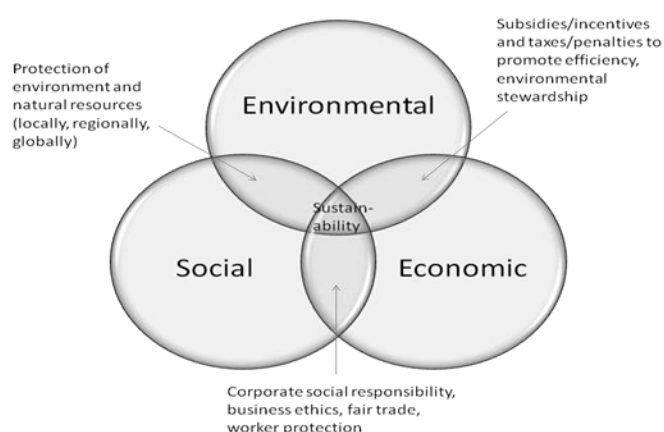 Subsidies/incentives
and taxes/penalties to
promote efficiency,
environmental
stewardship
Protection of
environment and
natural resources
(locally, regionally,
globally)
Environmental
Sustain-
ability
Social
Economic
Corporate social responsibility,
business ethics, fair trade,
worker protection